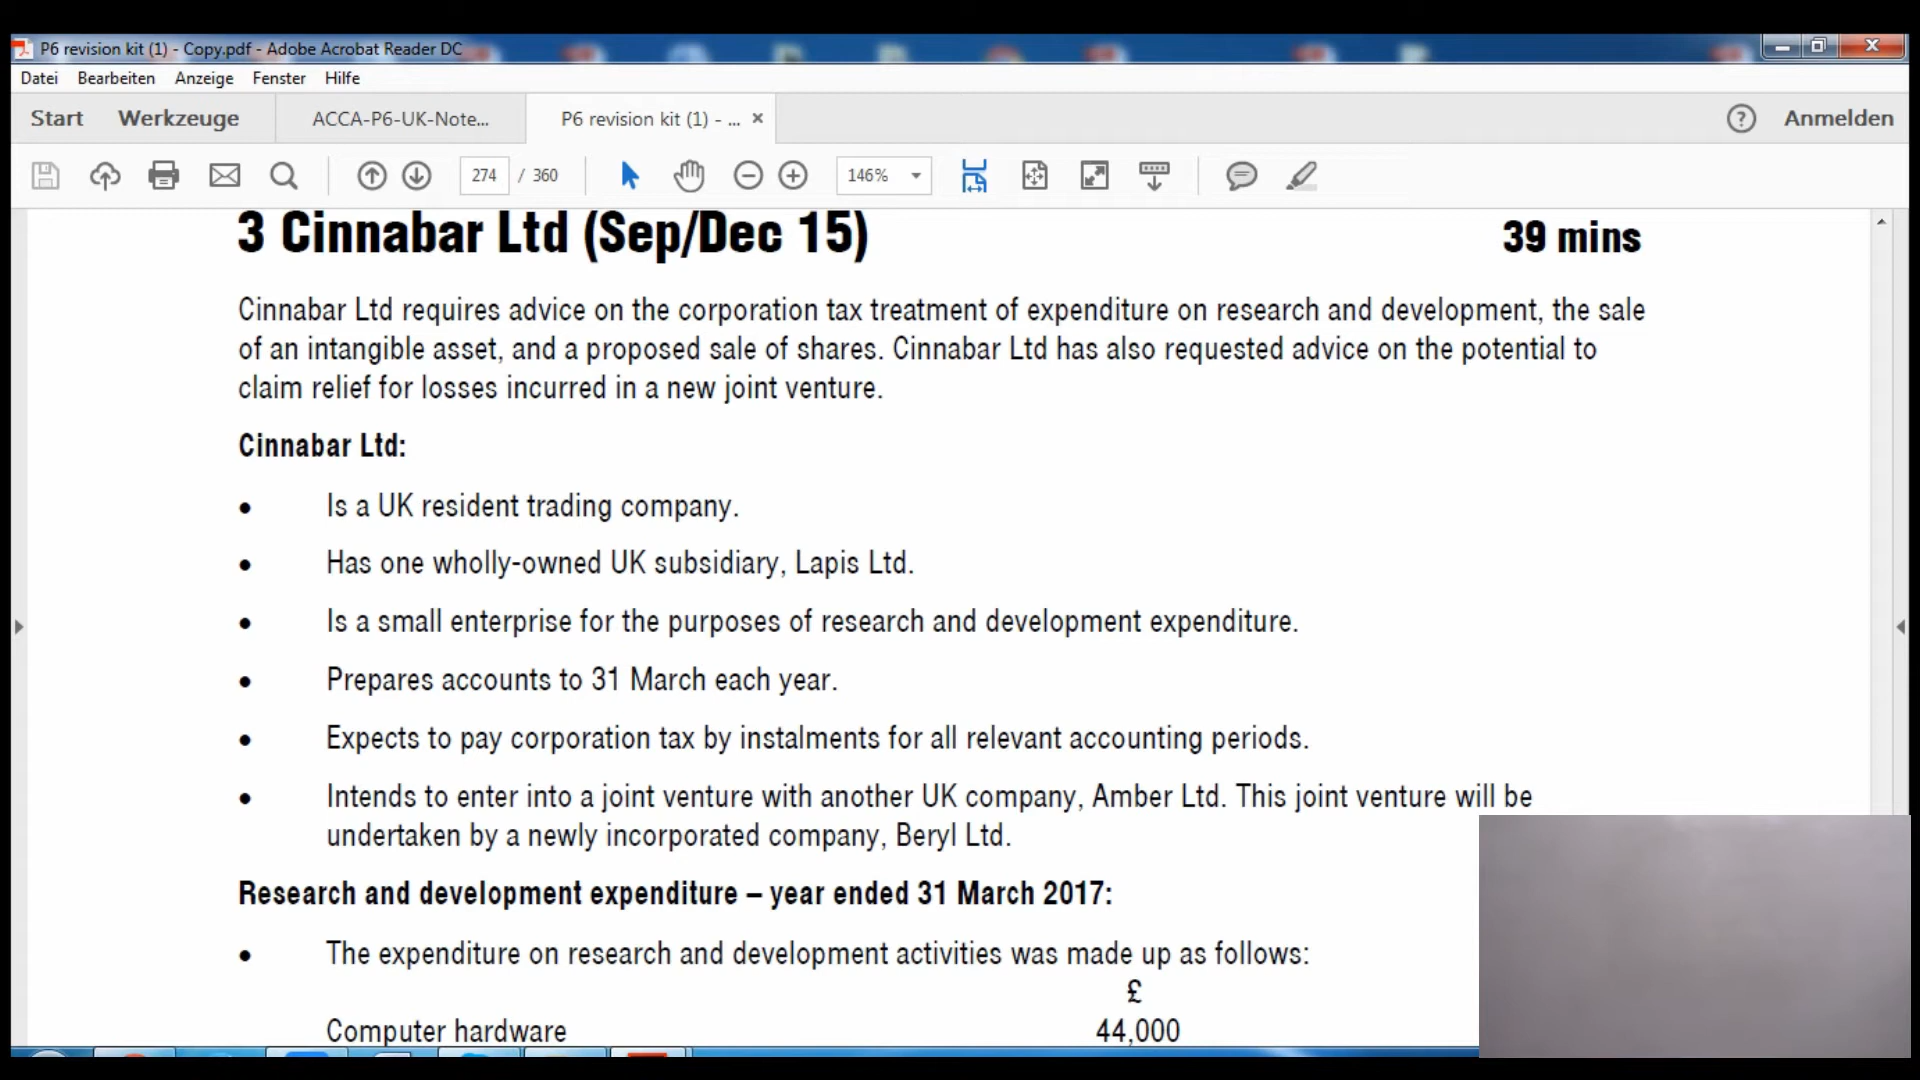 P6 revision kit (1) - Copy.pdf - Adobe Acrobat Reader DC
Datei Bearbeiten Anzeige Fenster Hilfe
Start Werkzeuge ACCA-P6-UK-Note... P6 revision kit (1) - ... × ? Anmelden
274 / 360 146%
3 Cinnabar Ltd (Sep/Dec 15) 39 mins
Cinnabar Ltd requires advice on the corporation tax treatment of expenditure on research and development, the sale
of an intangible asset, and a proposed sale of shares. Cinnabar Ltd has also requested advice on the potential to
claim relief for losses incurred in a new joint venture.
Cinnabar Ltd:
• Is a UK resident trading company.
• Has one wholly-owned UK subsidiary, Lapis Ltd.
• Is a small enterprise for the purposes of research and development expenditure.
• Prepares accounts to 31 March each year.
• Expects to pay corporation tax by instalments for all relevant accounting periods.
• Intends to enter into a joint venture with another UK company, Amber Ltd. This joint venture will be
undertaken by a newly incorporated company, Beryl Ltd.
Research and development expenditure – year ended 31 March 2017:
• The expenditure on research and development activities was made up as follows:
£
Computer hardware 44,000